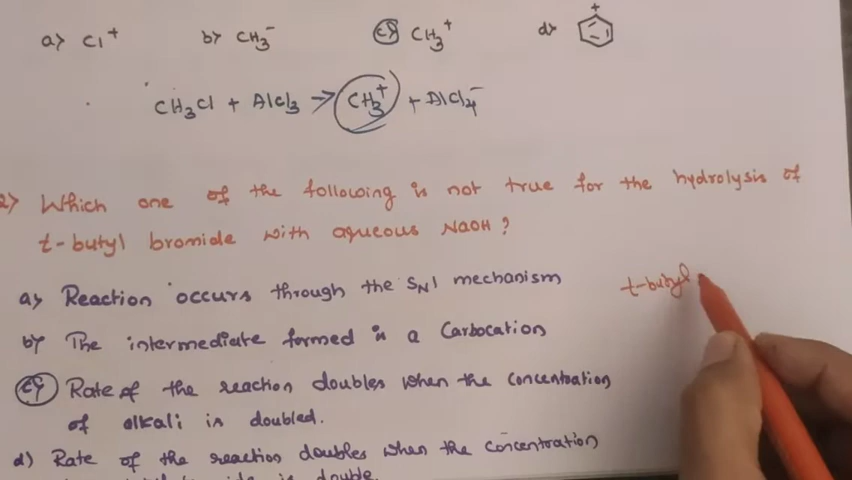 a) Cl⁺ b) CH₃⁻ c) CH₃⁺ d) +
CH₃Cl + AlCl₃ → CH₃⁺ + AlCl₄⁻
Which one of the following is not true for the hydrolysis of
t-butyl bromide with aqueous NaOH?
a) Reaction occurs through the SN1 mechanism
t-butyl
b) The intermediate formed is a Carbocation
c) Rate of the reaction doubles when the concentration
of alkali is doubled.
d) Rate of the reaction doubles when the concentration
is double.